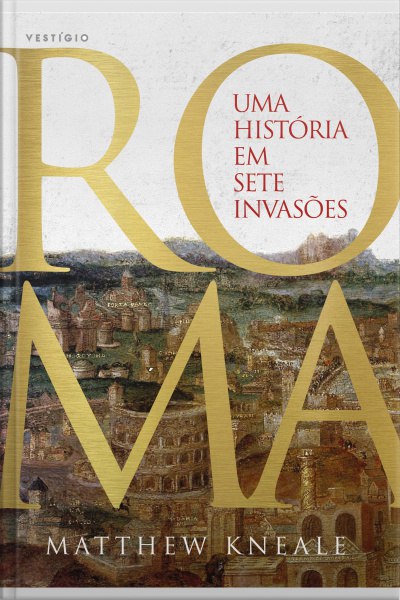 VESTÍGIO
RO
UMA
HISTÓRIA
EM
SETE
INVASÕES
MA
MATTHEW KNEALE